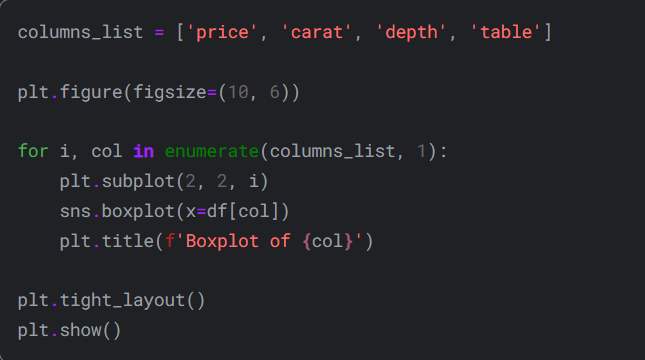 columns_list = ['price', 'carat', 'depth', 'table']
plt.figure(figsize=(10, 6))
for i, col in enumerate(columns_list, 1):
    plt.subplot(2, 2, i)
    sns.boxplot(x=df[col])
    plt.title(f'Boxplot of {col}')
plt.tight_layout()
plt.show()